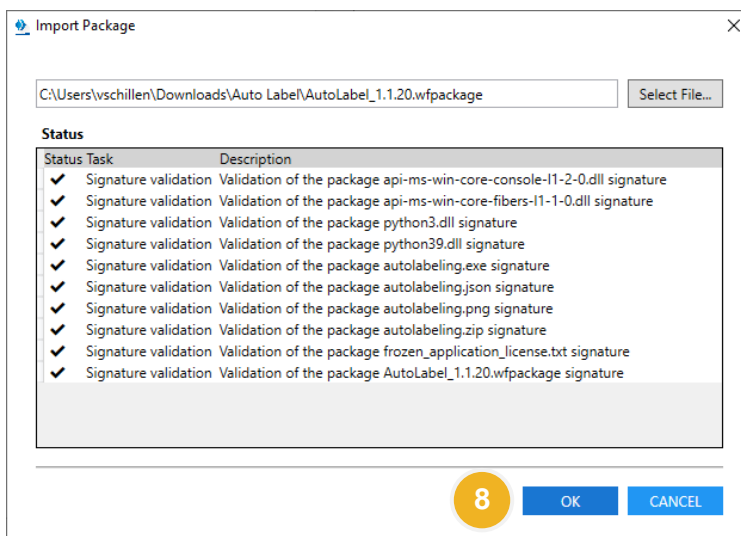 Import Package
C:\Users\vschillen\Downloads\Auto Label\AutoLabel_1.1.20.wfpackage Select File...
Status
Status Task Description
Signature validation Validation of the package api-ms-win-core-console-l1-2-0.dll signature
Signature validation Validation of the package api-ms-win-core-fibers-l1-1-0.dll signature
Signature validation Validation of the package python3.dll signature
Signature validation Validation of the package python39.dll signature
Signature validation Validation of the package autolabeling.exe signature
Signature validation Validation of the package autolabeling.json signature
Signature validation Validation of the package autolabeling.png signature
Signature validation Validation of the package autolabeling.zip signature
Signature validation Validation of the package frozen_application_license.txt signature
Signature validation Validation of the package AutoLabel_1.1.20.wfpackage signature
8 OK CANCEL